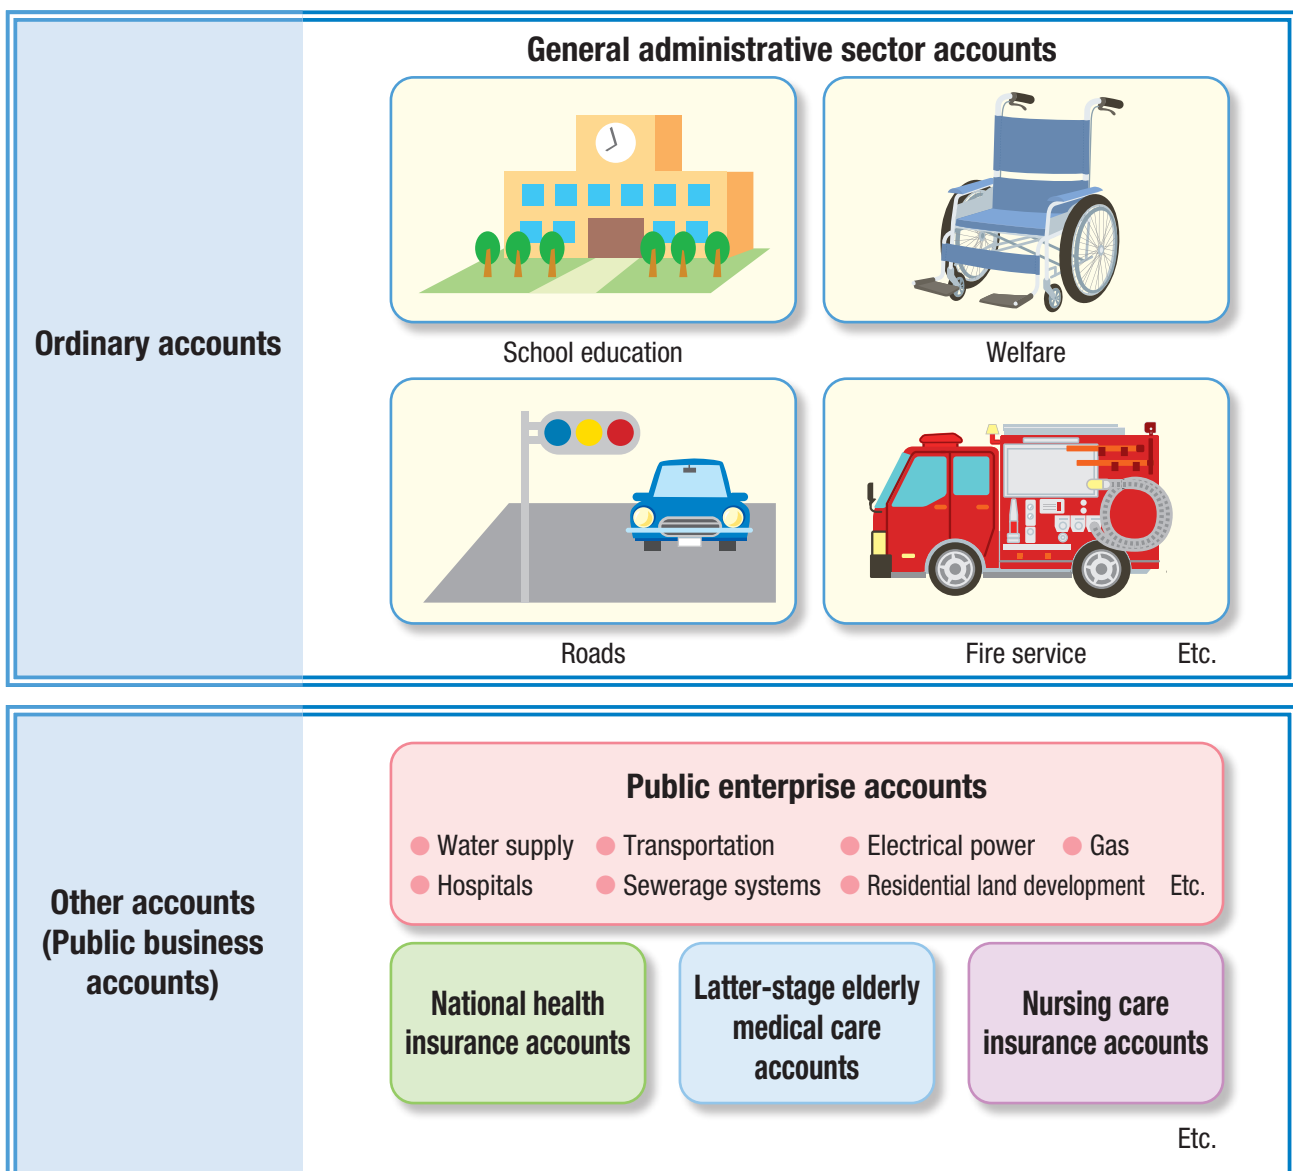 General administrative sector accounts
Ordinary accounts
School education
Welfare
Roads
Fire service
Etc.
Other accounts
(Public business
accounts)
Public enterprise accounts
Water supply
Transportation
Electrical power
Gas
Hospitals
Sewerage systems
Residential land development
Etc.
National health
insurance accounts
Latter-stage elderly
medical care
accounts
Nursing care
insurance accounts
Etc.